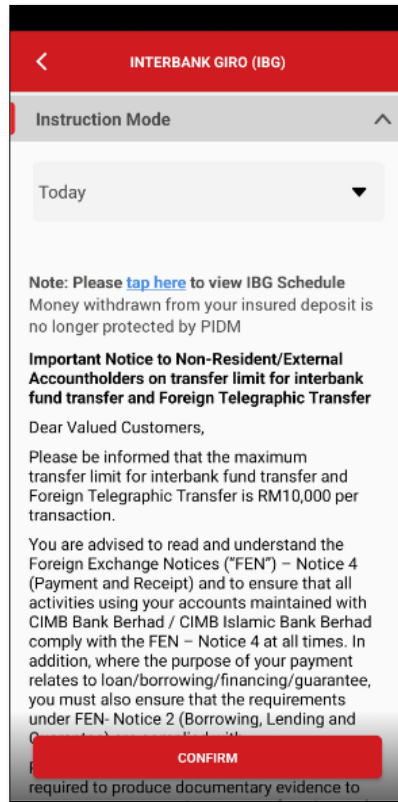 INTERBANK GIRO (IBG)
Instruction Mode
Today
Note: Please tap here to view IBG Schedule
Money withdrawn from your insured deposit is
no longer protected by PIDM
Important Notice to Non-Resident/External
Accountholders on transfer limit for interbank
fund transfer and Foreign Telegraphic Transfer
Dear Valued Customers,
Please be informed that the maximum
transfer limit for interbank fund transfer and
Foreign Telegraphic Transfer is RM10,000 per
transaction.
You are advised to read and understand the
Foreign Exchange Notices (“FEN”) – Notice 4
(Payment and Receipt) and to ensure that all
activities using your accounts maintained with
CIMB Bank Berhad / CIMB Islamic Bank Berhad
comply with the FEN – Notice 4 at all times. In
addition, where the purpose of your payment
relates to loan/borrowing/financing/guarantee,
you must also ensure that the requirements
under FEN- Notice 2 (Borrowing, Lending and
CONFIRM
required to produce documentary evidence to